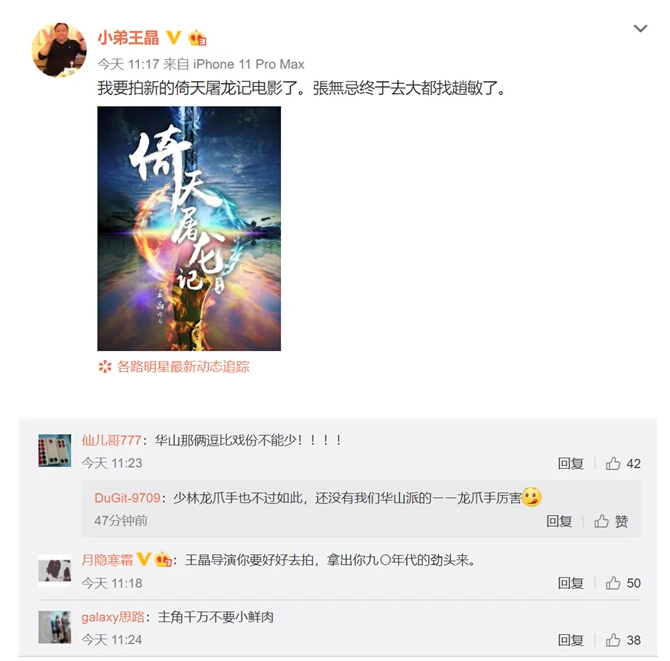 小弟王晶
今天 11:17 来自 iPhone 11 Pro Max
我要拍新的倚天屠龙记电影了。張無忌终于去大都找趙敏了。
倚天屠龙记
王晶作品
各路明星最新动态追踪
仙儿哥777：华山那俩逗比戏份不能少！！！！
今天 11:23
回复 42
DuGit-9709：少林龙爪手也不过如此，还没有我们华山派的－－龙爪手厉害
47分钟前
回复 赞
月隐寒霜：王晶导演你要好好去拍，拿出你九〇年代的劲头来。
今天 11:18
回复 50
galaxy思路：主角千万不要小鲜肉
今天 11:24
回复 38